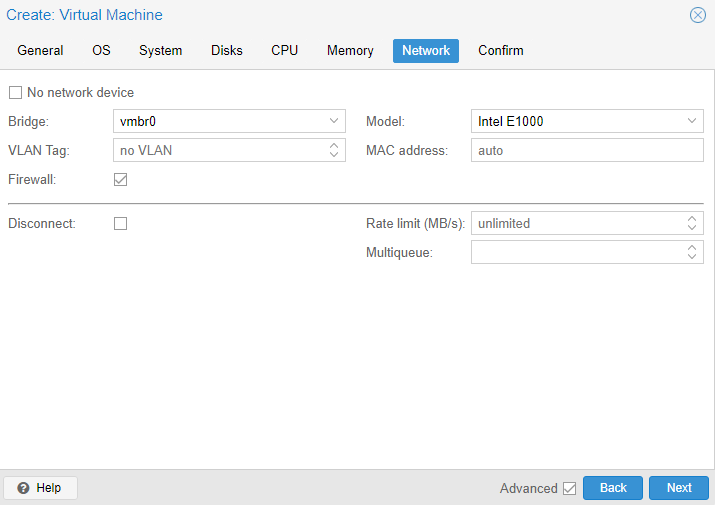 Create: Virtual Machine
General OS System Disks CPU Memory Network Confirm
No network device
Bridge: vmbr0 Model: Intel E1000
VLAN Tag: no VLAN MAC address: auto
Firewall:
Disconnect: Rate limit (MB/s): unlimited
Multiqueue:
Help Advanced Back Next